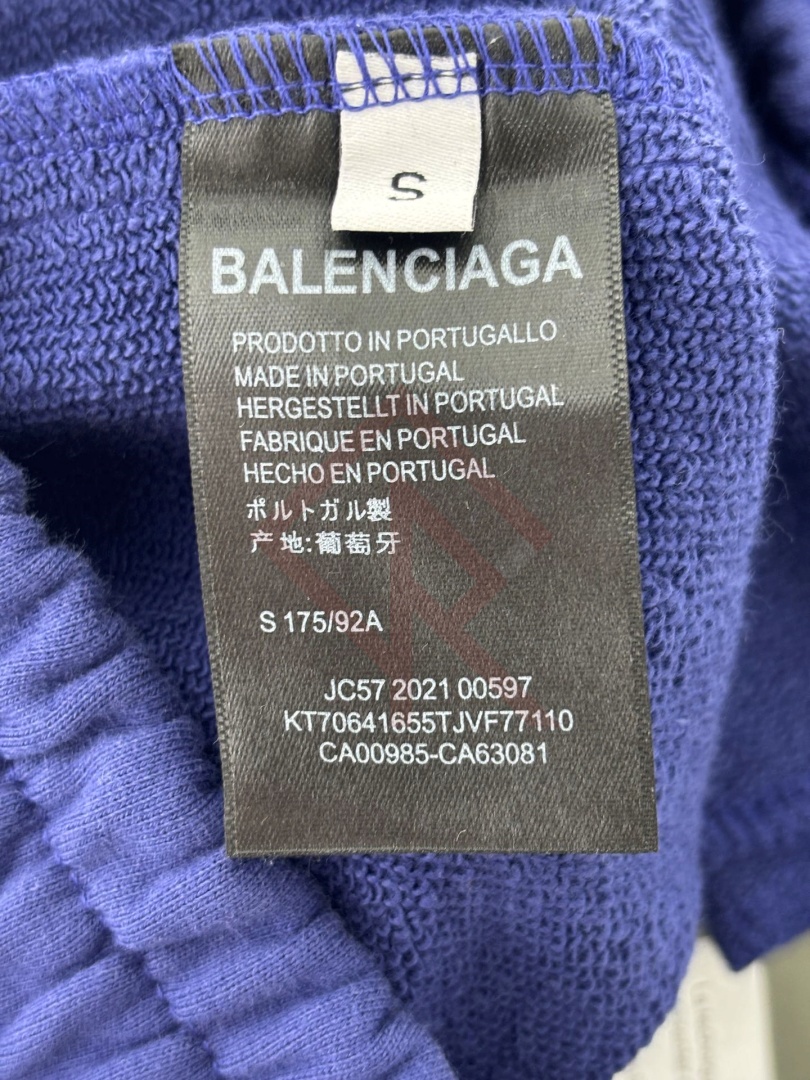 S
BALENCIAGA
PRODOTTO IN PORTUGALLO
MADE IN PORTUGAL
HERGESTELLT IN PORTUGAL
FABRIQUE EN PORTUGAL
HECHO EN PORTUGAL
ポルトガル製
产地:葡萄牙
S 175/92A
JC57 2021 00597
KT70641655TJVF77110
CA00985-CA63081